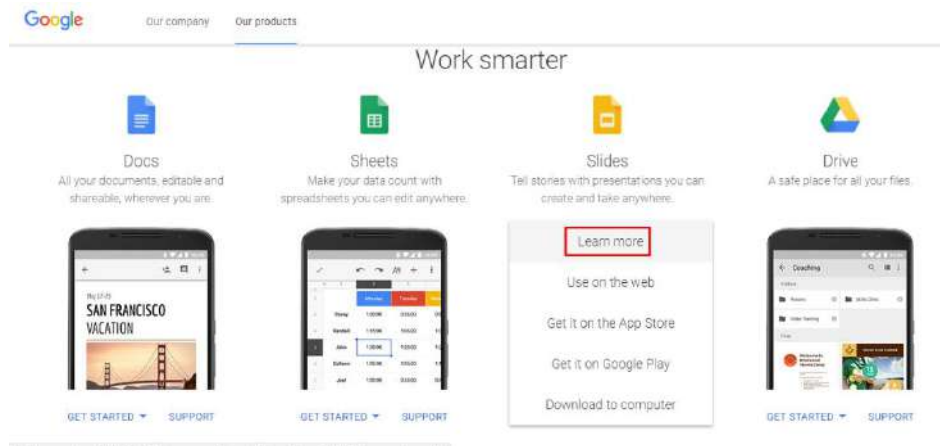 Google
Our company
Our products
Work smarter
Docs
All your documents, editable and
shareable, wherever you are.
Sheets
Make your data count with
spreadsheets you can edit anywhere.
Slides
Tell stories with presentations you can
create and take anywhere.
Drive
A safe place for all your files.
SAN FRANCISCO
VACATION
Monday
Tuesday
Learn more
Use on the web
Get it on the App Store
Get it on Google Play
Download to computer
Coaching
GET STARTED
SUPPORT
GET STARTED
SUPPORT
GET STARTED
SUPPORT